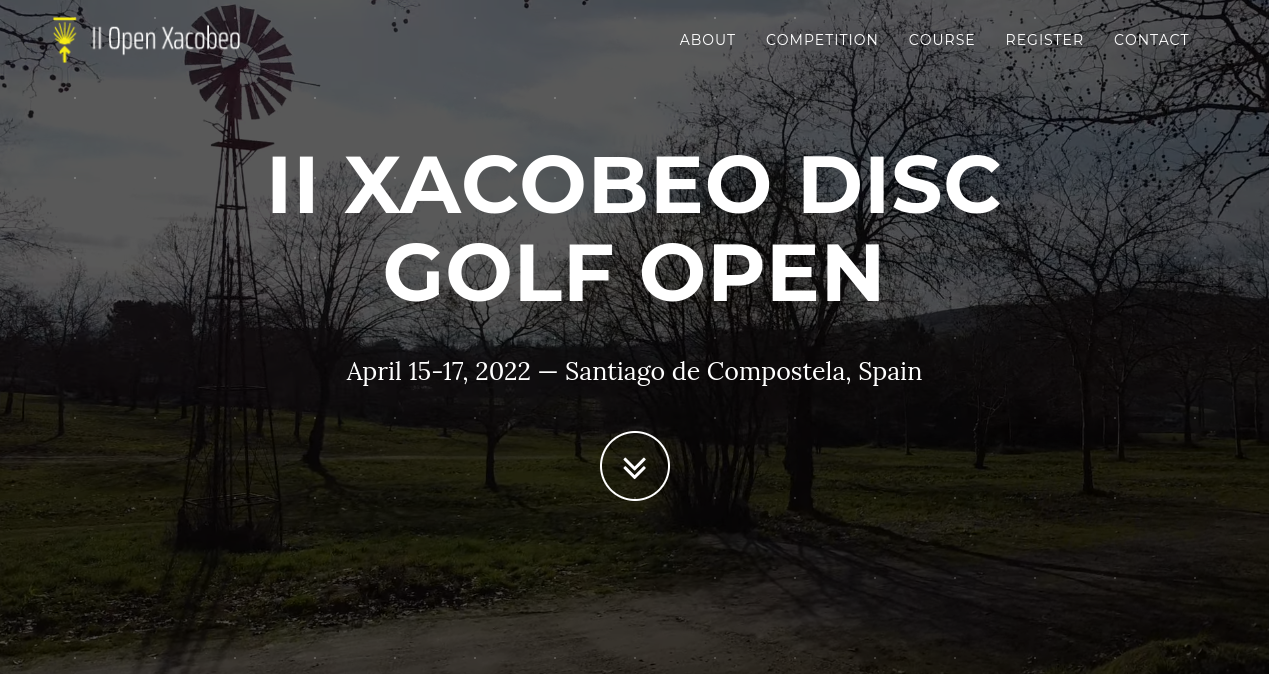 II Open Xacobeo
ABOUT COMPETITION COURSE REGISTER CONTACT
II XACOBEO DISC
GOLF OPEN
April 15-17, 2022 — Santiago de Compostela, Spain